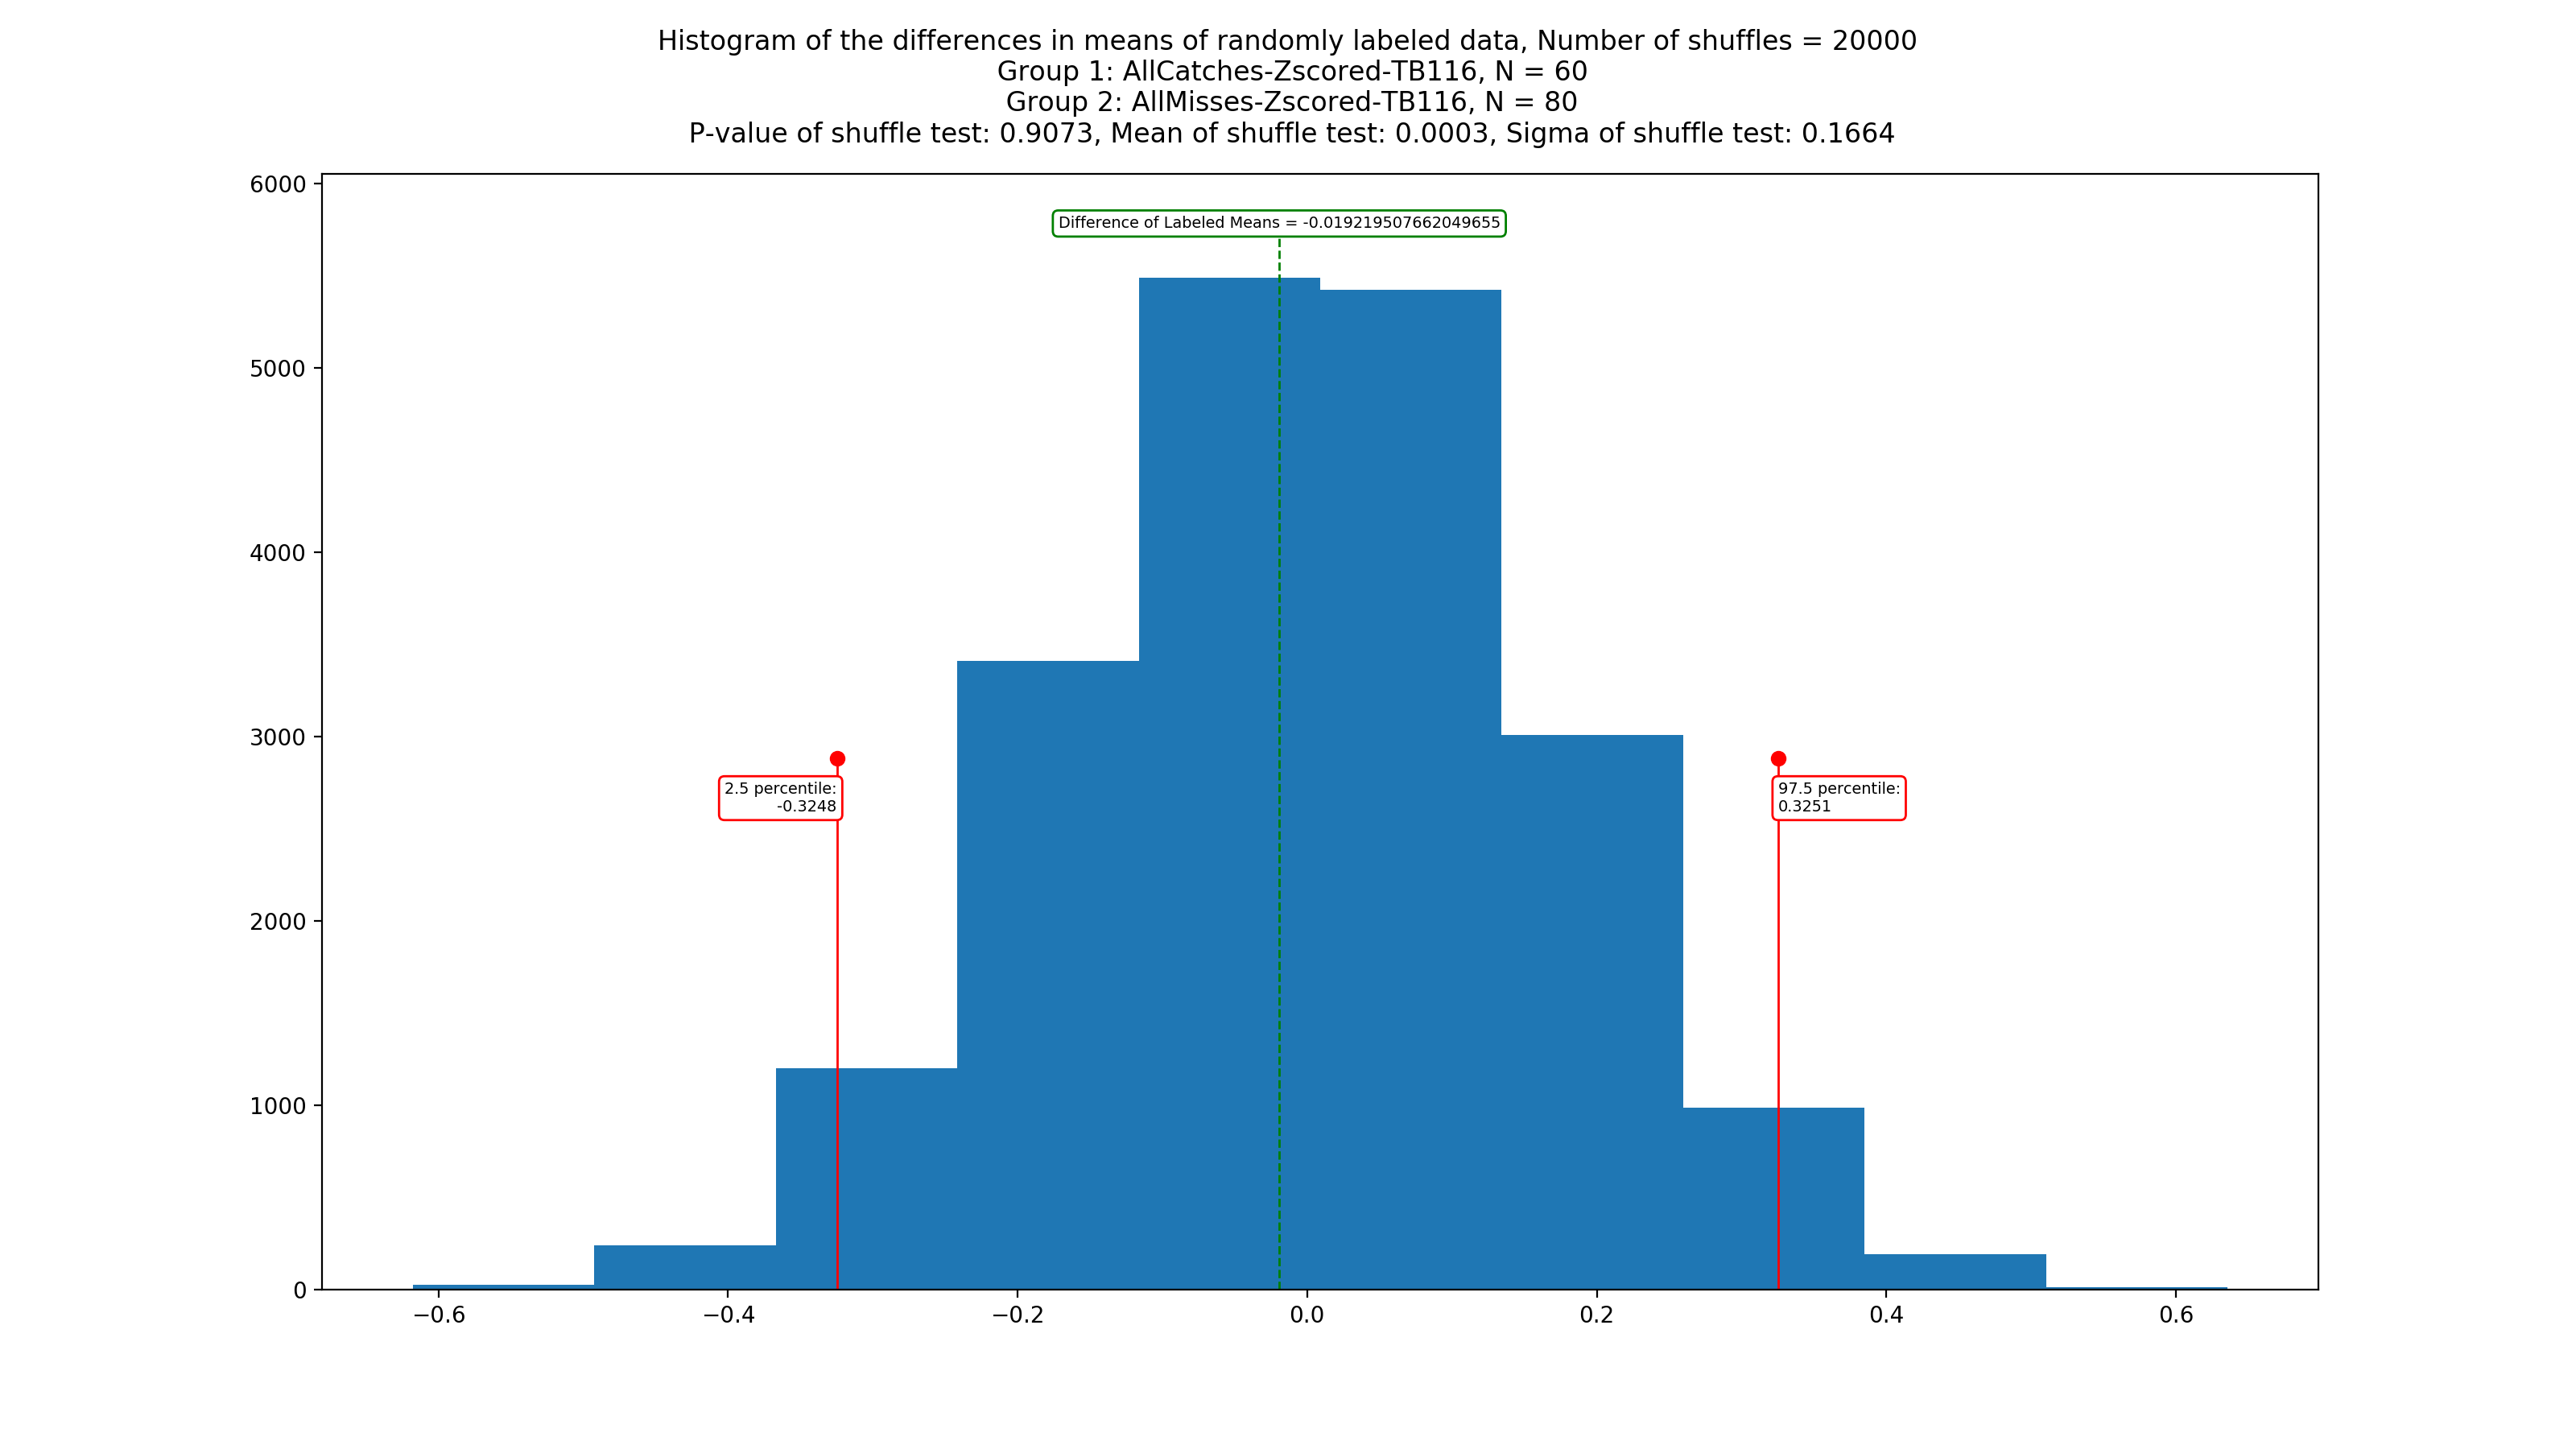 Histogram of the differences in means of randomly labeled data, Number of shuffles = 20000
Group 1: AllCatches-Zscored-TB116, N = 60
Group 2: AllMisses-Zscored-TB116, N = 80
P-value of shuffle test: 0.9073, Mean of shuffle test: 0.0003, Sigma of shuffle test: 0.1664
6000
Difference of Labeled Means = -0.019219507662049655
5000
4000
3000
2.5 percentile:
-0.3248
97.5 percentile:
0.3251
2000
1000
0
−0.6 −0.4 −0.2 0.0 0.2 0.4 0.6